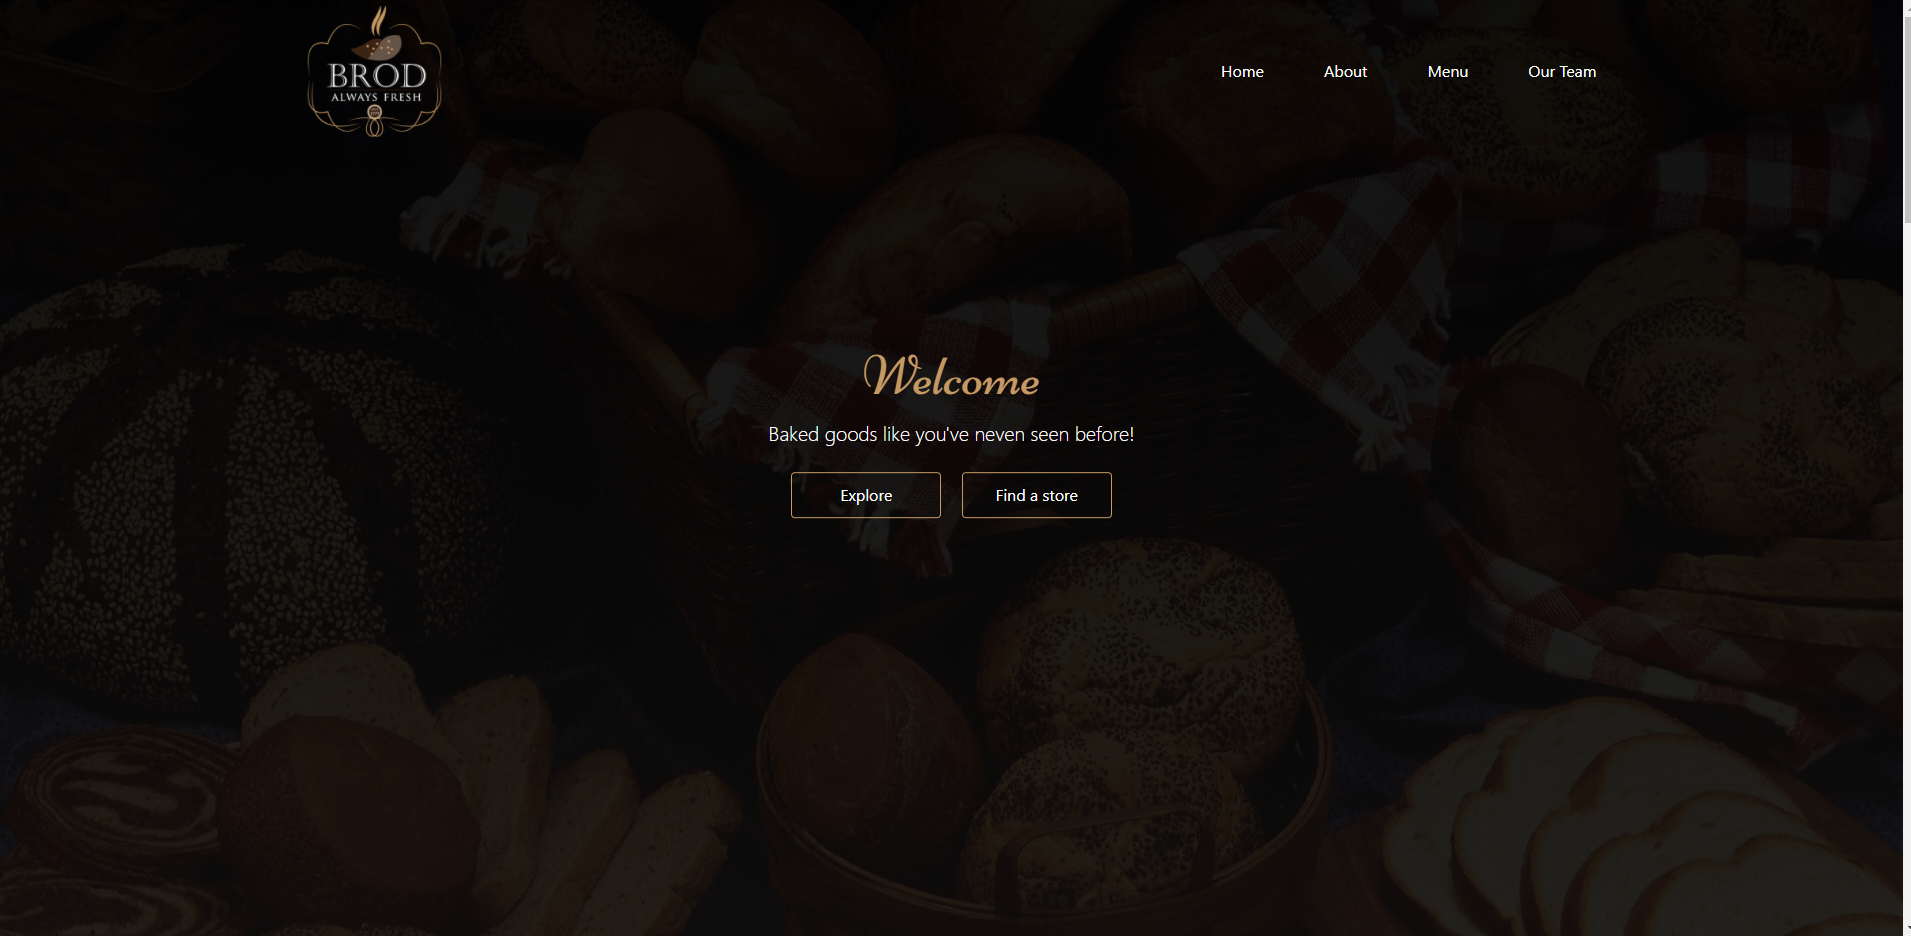 BROD
ALWAYS FRESH
Home
About
Menu
Our Team
Welcome
Baked goods like you've neven seen before!
Explore
Find a store